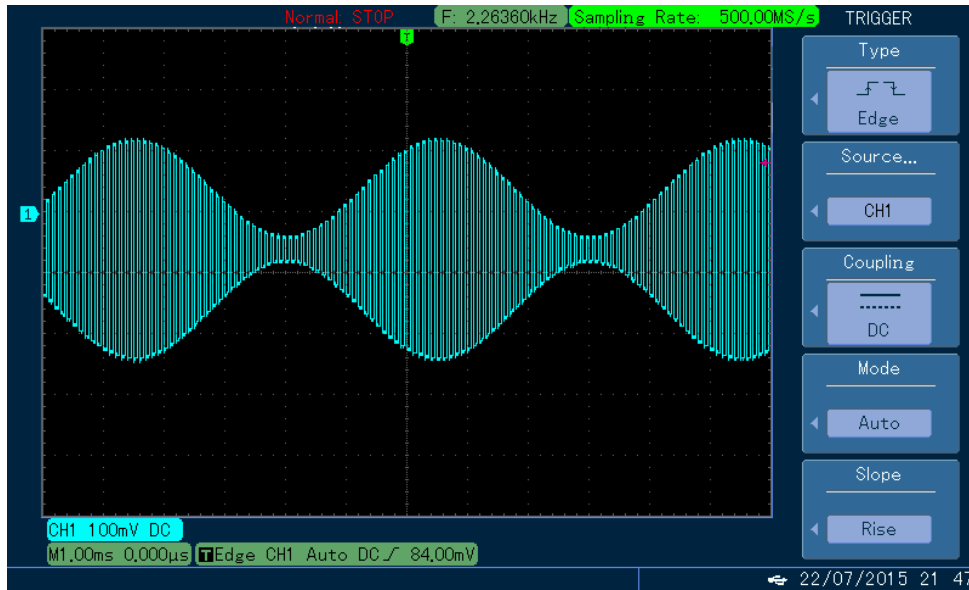 Normal STOP F: 2.26360kHz Sampling Rate: 500.00MS/s TRIGGER
T
Type
Edge
Source...
CH1
1
Coupling
DC
Mode
Auto
Slope
Rise
CH1 100mV DC
M1.00ms 0.000µs T Edge CH1 Auto DC 84.00mV
22/07/2015 21 47